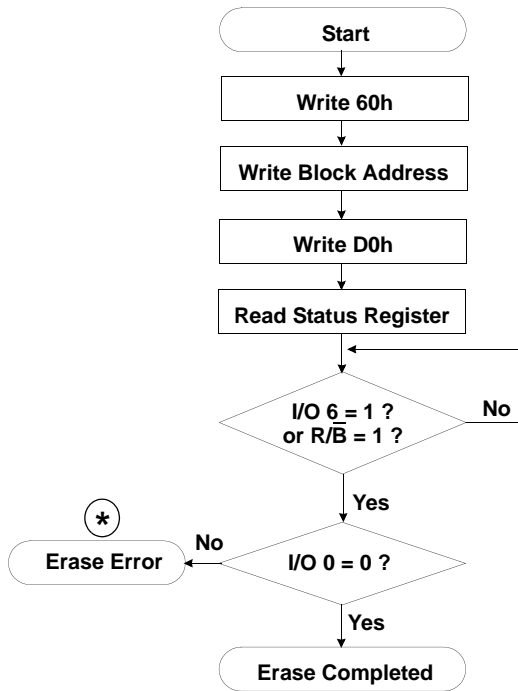 Start
Write 60h
Write Block Address
Write D0h
Read Status Register
I/O 6 = 1 ?
or R/B̅ = 1 ?
No
Yes
*
Erase Error
No
I/O 0 = 0 ?
Yes
Erase Completed